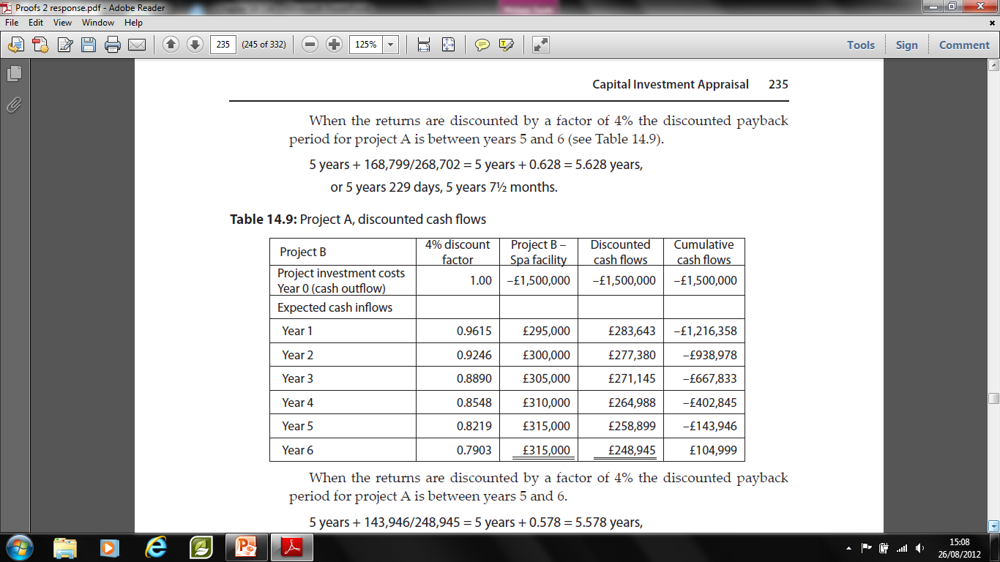 Proofs 2 response.pdf - Adobe Reader
File Edit View Window Help
235 (245 of 332) 125% Tools Sign Comment
Capital Investment Appraisal 235
When the returns are discounted by a factor of 4% the discounted payback
period for project A is between years 5 and 6 (see Table 14.9).
5 years + 168,799/268,702 = 5 years + 0.628 = 5.628 years,
or 5 years 229 days, 5 years 7½ months.
Table 14.9: Project A, discounted cash flows
Project B 4% discount factor Project B – Spa facility Discounted cash flows Cumulative cash flows
Project investment costs
Year 0 (cash outflow) 1.00 –£1,500,000 –£1,500,000 –£1,500,000
Expected cash inflows
Year 1 0.9615 £295,000 £283,643 –£1,216,358
Year 2 0.9246 £300,000 £277,380 –£938,978
Year 3 0.8890 £305,000 £271,145 –£667,833
Year 4 0.8548 £310,000 £264,988 –£402,845
Year 5 0.8219 £315,000 £258,899 –£143,946
Year 6 0.7903 £315,000 £248,945 £104,999
When the returns are discounted by a factor of 4% the discounted payback
period for project A is between years 5 and 6.
5 years + 143,946/248,945 = 5 years + 0.578 = 5.578 years,
15:08
26/08/2012